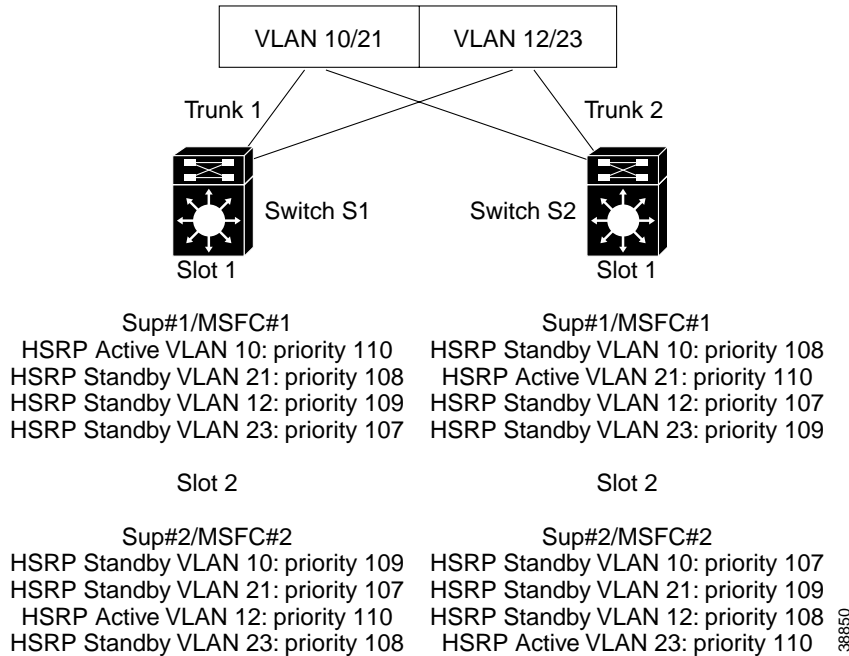 VLAN 10/21
VLAN 12/23
Trunk 1
Trunk 2
Switch S1
Switch S2
Slot 1
Slot 1
Sup#1/MSFC#1
HSRP Active VLAN 10: priority 110
HSRP Standby VLAN 21: priority 108
HSRP Standby VLAN 12: priority 109
HSRP Standby VLAN 23: priority 107
Sup#1/MSFC#1
HSRP Standby VLAN 10: priority 108
HSRP Active VLAN 21: priority 110
HSRP Standby VLAN 12: priority 107
HSRP Standby VLAN 23: priority 109
Slot 2
Slot 2
Sup#2/MSFC#2
HSRP Standby VLAN 10: priority 109
HSRP Standby VLAN 21: priority 107
HSRP Active VLAN 12: priority 110
HSRP Standby VLAN 23: priority 108
Sup#2/MSFC#2
HSRP Standby VLAN 10: priority 107
HSRP Standby VLAN 21: priority 109
HSRP Standby VLAN 12: priority 108
HSRP Active VLAN 23: priority 110
38850